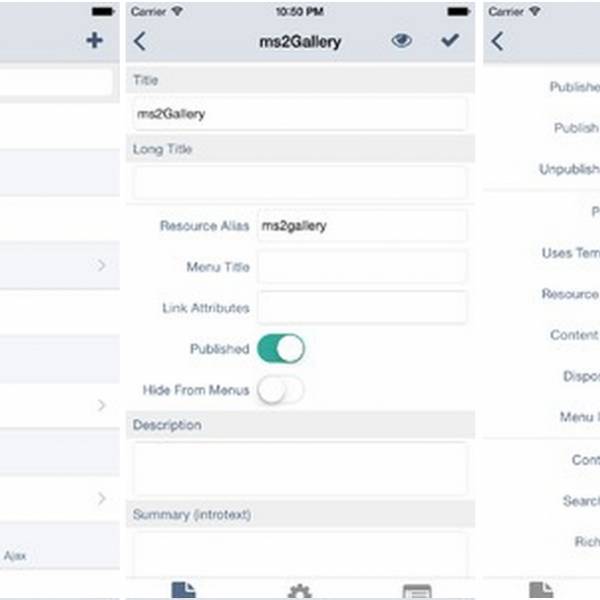 Carrier 10:50 PM
ms2Gallery
Title
ms2Gallery
Long Title
Resource Alias ms2gallery
Menu Title
Link Attributes
Published
Hide From Menus
Description
Summary (introtext)
Ajax
Carrier
Publishe
Publish
Unpublish
P
Uses Tem
Resource
Content
Dispo
Menu I
Cont
Search
Rich